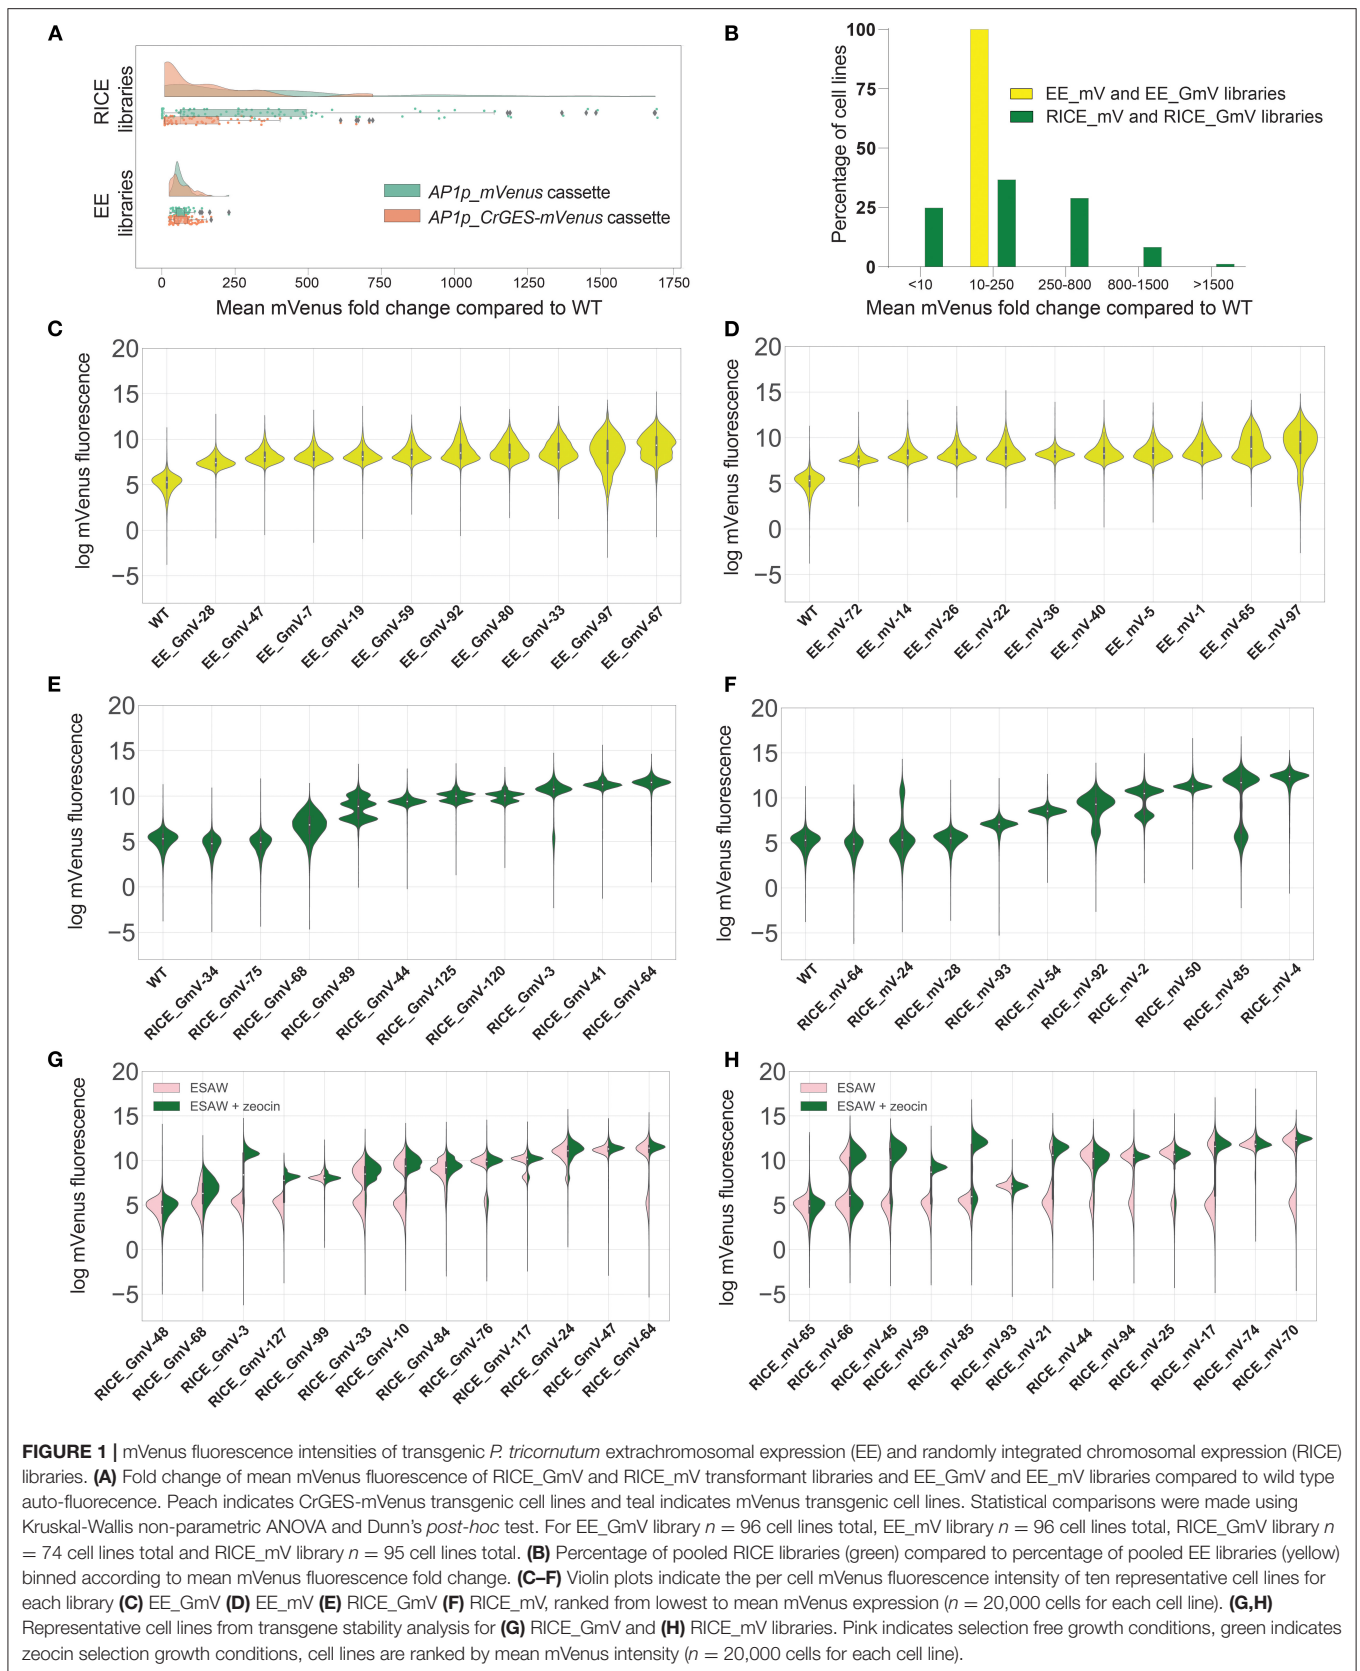 A
RICE
libraries
EE
libraries
AP1p_mVenus cassette
AP1p_CrGES-mVenus cassette
0 250 500 750 1000 1250 1500 1750
Mean mVenus fold change compared to WT
B
Percentage of cell lines
100
75
50
25
0
EE_mV and EE_GmV libraries
RICE_mV and RICE_GmV libraries
<10 10-250 250-800 800-1500 >1500
Mean mVenus fold change compared to WT
C
log mVenus fluorescence
20
15
10
5
0
−5
WT EE_GmV-28 EE_GmV-47 EE_GmV-7 EE_GmV-19 EE_GmV-59 EE_GmV-92 EE_GmV-80 EE_GmV-33 EE_GmV-97 EE_GmV-67
D
log mVenus fluorescence
20
15
10
5
0
−5
WT EE_mV-72 EE_mV-14 EE_mV-26 EE_mV-22 EE_mV-36 EE_mV-40 EE_mV-5 EE_mV-1 EE_mV-65 EE_mV-97
E
log mVenus fluorescence
20
15
10
5
0
−5
WT RICE_GmV-34 RICE_GmV-75 RICE_GmV-68 RICE_GmV-89 RICE_GmV-44 RICE_GmV-125 RICE_GmV-120 RICE_GmV-3 RICE_GmV-41 RICE_GmV-64
F
log mVenus fluorescence
20
15
10
5
0
−5
WT RICE_mV-64 RICE_mV-24 RICE_mV-28 RICE_mV-93 RICE_mV-54 RICE_mV-92 RICE_mV-2 RICE_mV-50 RICE_mV-85 RICE_mV-4
G
log mVenus fluorescence
20
15
10
5
0
−5
ESAW
ESAW + zeocin
RICE_GmV-48 RICE_GmV-68 RICE_GmV-3 RICE_GmV-127 RICE_GmV-99 RICE_GmV-33 RICE_GmV-10 RICE_GmV-84 RICE_GmV-76 RICE_GmV-117 RICE_GmV-24 RICE_GmV-47 RICE_GmV-64
H
log mVenus fluorescence
20
15
10
5
0
−5
ESAW
ESAW + zeocin
RICE_mV-65 RICE_mV-66 RICE_mV-45 RICE_mV-59 RICE_mV-85 RICE_mV-93 RICE_mV-21 RICE_mV-44 RICE_mV-94 RICE_mV-25 RICE_mV-17 RICE_mV-74 RICE_mV-70
FIGURE 1 | mVenus fluorescence intensities of transgenic P. tricornutum extrachromosomal expression (EE) and randomly integrated chromosomal expression (RICE)
libraries. (A) Fold change of mean mVenus fluorescence of RICE_GmV and RICE_mV transformant libraries and EE_GmV and EE_mV libraries compared to wild type
auto-fluorecence. Peach indicates CrGES-mVenus transgenic cell lines and teal indicates mVenus transgenic cell lines. Statistical comparisons were made using
Kruskal-Wallis non-parametric ANOVA and Dunn's post-hoc test. For EE_GmV library n = 96 cell lines total, EE_mV library n = 96 cell lines total, RICE_GmV library n
= 74 cell lines total and RICE_mV library n = 95 cell lines total. (B) Percentage of pooled RICE libraries (green) compared to percentage of pooled EE libraries (yellow)
binned according to mean mVenus fluorescence fold change. (C–F) Violin plots indicate the per cell mVenus fluorescence intensity of ten representative cell lines for
each library (C) EE_GmV (D) EE_mV (E) RICE_GmV (F) RICE_mV, ranked from lowest to mean mVenus expression (n = 20,000 cells for each cell line). (G,H)
Representative cell lines from transgene stability analysis for (G) RICE_GmV and (H) RICE_mV libraries. Pink indicates selection free growth conditions, green indicates
zeocin selection growth conditions, cell lines are ranked by mean mVenus intensity (n = 20,000 cells for each cell line).